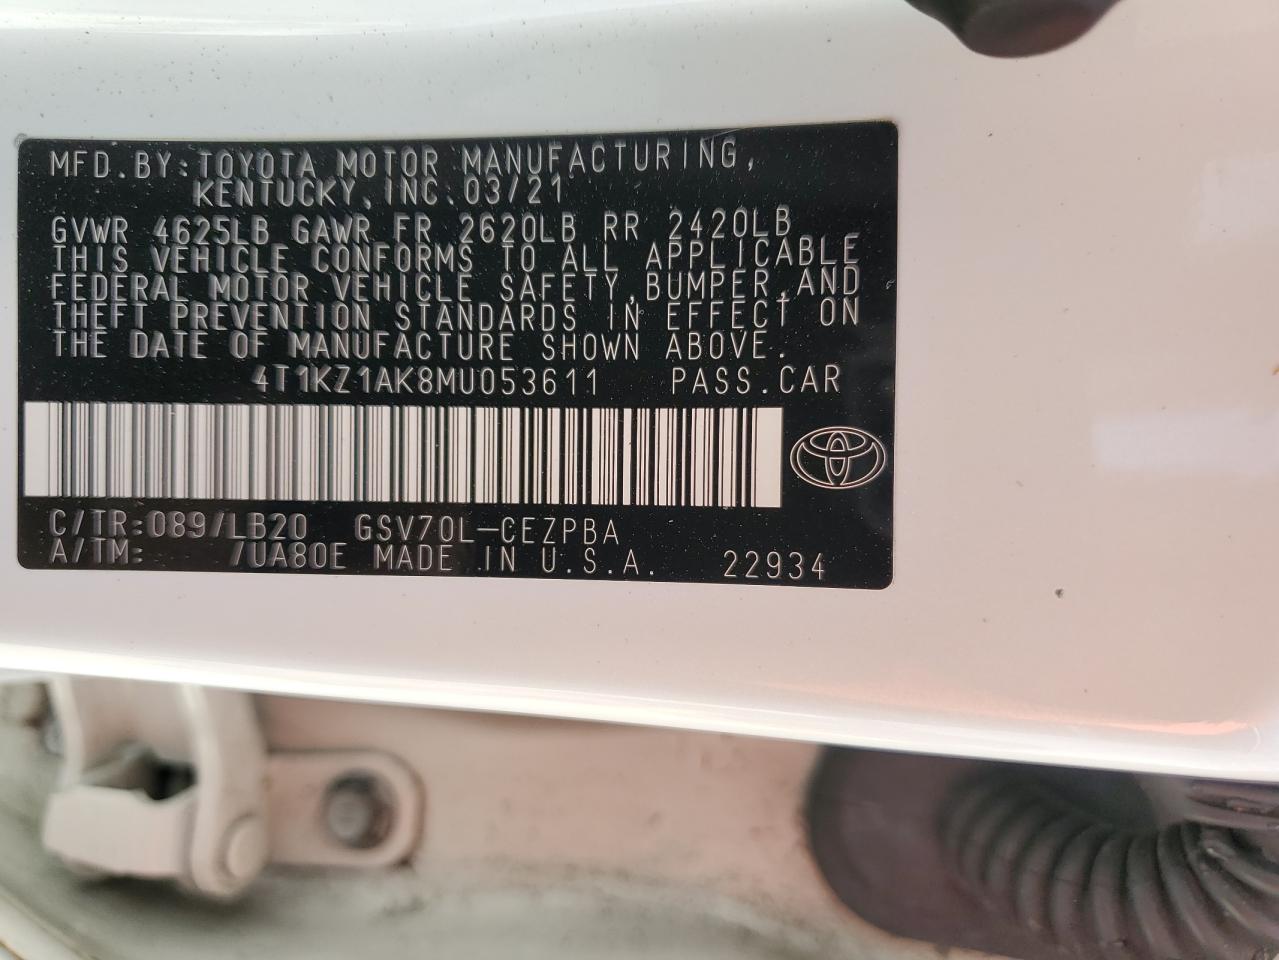 MFD.BY:TOYOTA MOTOR MANUFACTURING,
KENTUCKY,INC.03/21
GVWR 4625LB GAWR FR 2620LB RR 2420LB
THIS VEHICLE CONFORMS TO ALL APPLICABLE
FEDERAL MOTOR VEHICLE SAFETY,BUMPER,AND
THEFT PREVENTION STANDARDS IN EFFECT ON
THE DATE OF MANUFACTURE SHOWN ABOVE.
4T1KZ1AK8MU053611 PASS.CAR
C/TR:089/LB20 GSV70L-CEZPBA
A/TM: /UA80E MADE IN U.S.A. 22934